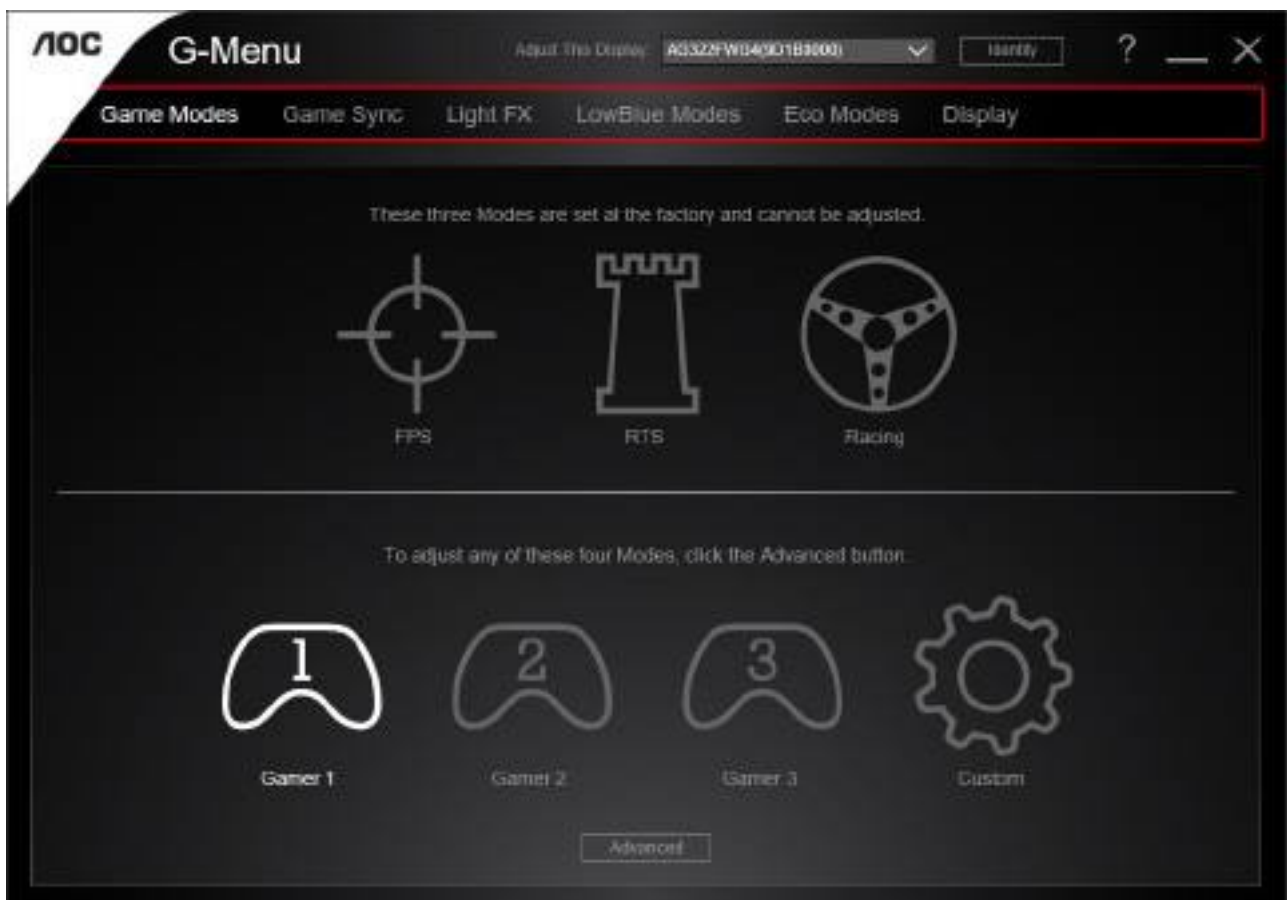 AOC
G-Menu
Adjust This Display
Identify
?
Game Modes Game Sync Light FX LowBlue Modes Eco Modes Display
These three Modes are set at the factory and cannot be adjusted.
FPS RTS Racing
To adjust any of these four Modes, click the Advanced button
1 2 3
Gamer 1 Gamer 2 Gamer 3 Custom
Advanced